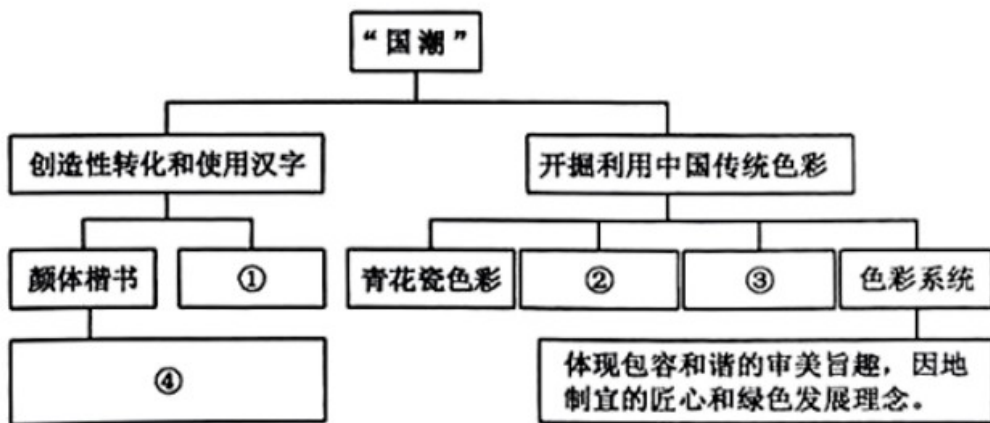 “国潮”
创造性转化和使用汉字
开掘利用中国传统色彩
颜体楷书
①
青花瓷色彩
②
③
色彩系统
④
体现包容和谐的审美旨趣，因地
制宜的匠心和绿色发展理念。